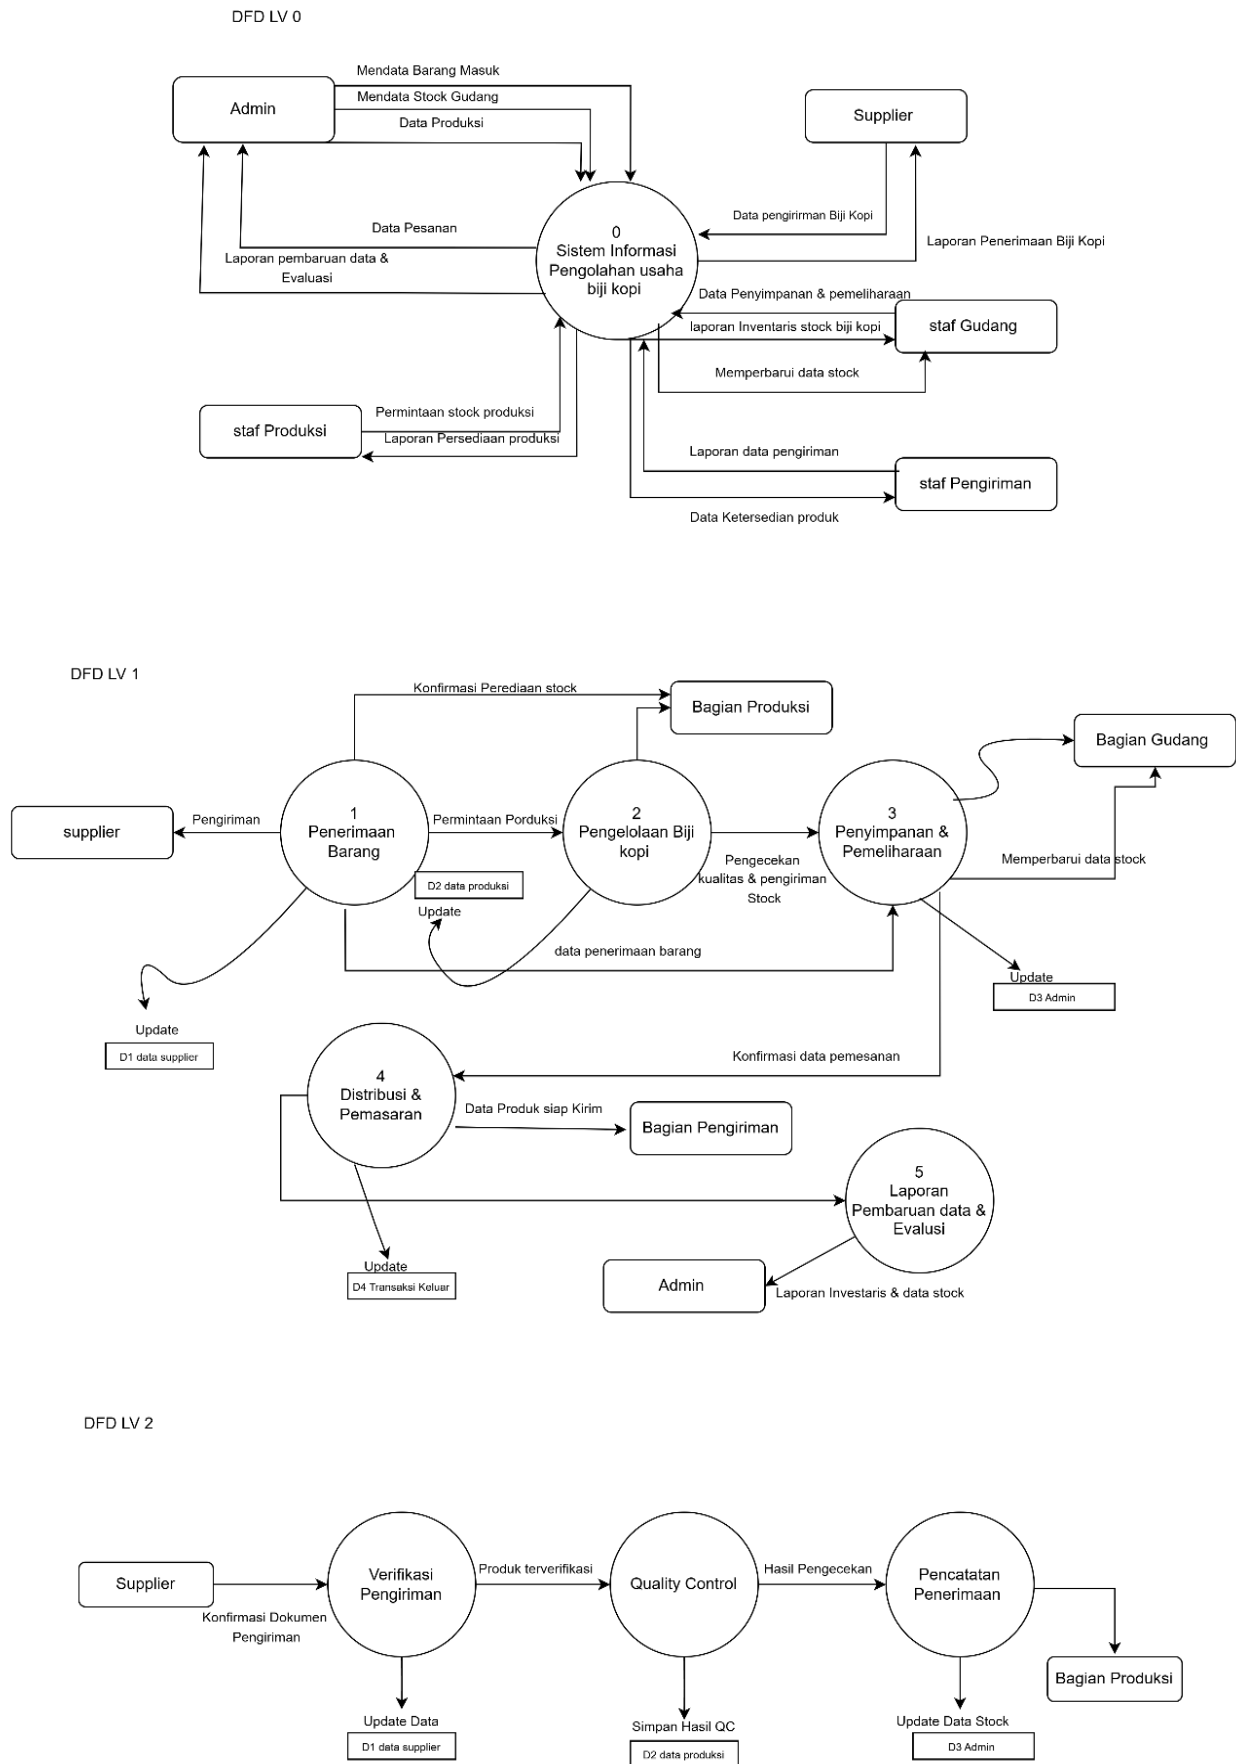 DFD LV 0
Mendata Barang Masuk
Admin
Mendata Stock Gudang
Data Produksi
Supplier
Data Pesanan
Laporan pembaruan data &
Evaluasi
0
Sistem Informasi
Pengolahan usaha
biji kopi
Data pengirirman Biji Kopi
Laporan Penerimaan Biji Kopi
Data Penyimpanan & pemeliharaan
laporan Inventaris stock biji kopi
staf Gudang
Memperbarui data stock
staf Produksi
Permintaan stock produksi
Laporan Persediaan produksi
Laporan data pengiriman
staf Pengiriman
Data Ketersedian produk
DFD LV 1
Konfirmasi Perediaan stock
Bagian Produksi
Bagian Gudang
supplier
Pengiriman
1
Penerimaan
Barang
Permintaan Porduksi
2
Pengelolaan Biji
kopi
3
Penyimpanan &
Pemeliharaan
Pengecekan
kualitas & pengiriman
Stock
Memperbarui data stock
D2 data produksi
Update
data penerimaan barang
Update
D3 Admin
Update
D1 data supplier
Konfirmasi data pemesanan
4
Distribusi &
Pemasaran
Data Produk siap Kirim
Bagian Pengiriman
5
Laporan
Pembaruan data &
Evalusi
Update
D4 Transaksi Keluar
Admin
Laporan Investaris & data stock
DFD LV 2
Supplier
Konfirmasi Dokumen
Pengiriman
Verifikasi
Pengiriman
Produk terverifikasi
Quality Control
Hasil Pengecekan
Pencatatan
Penerimaan
Bagian Produksi
Update Data
D1 data supplier
Simpan Hasil QC
D2 data produksi
Update Data Stock
D3 Admin